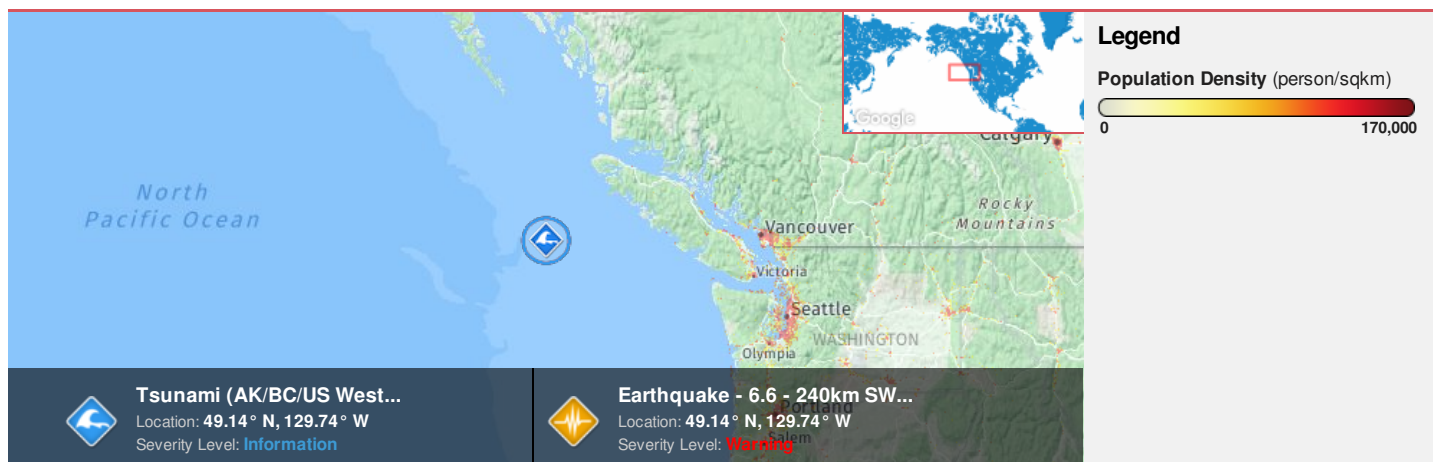 North
Pacific Ocean
Google
Calgary
Rocky
Mountains
Vancouver
Victoria
Seattle
WASHINGTON
Olympia
Portland
Salem
Tsunami (AK/BC/US West...
Location: 49.14° N, 129.74° W
Severity Level: Information
Earthquake - 6.6 - 240km SW...
Location: 49.14° N, 129.74° W
Severity Level: Warning
Legend
Population Density (person/sqkm)
0 170,000